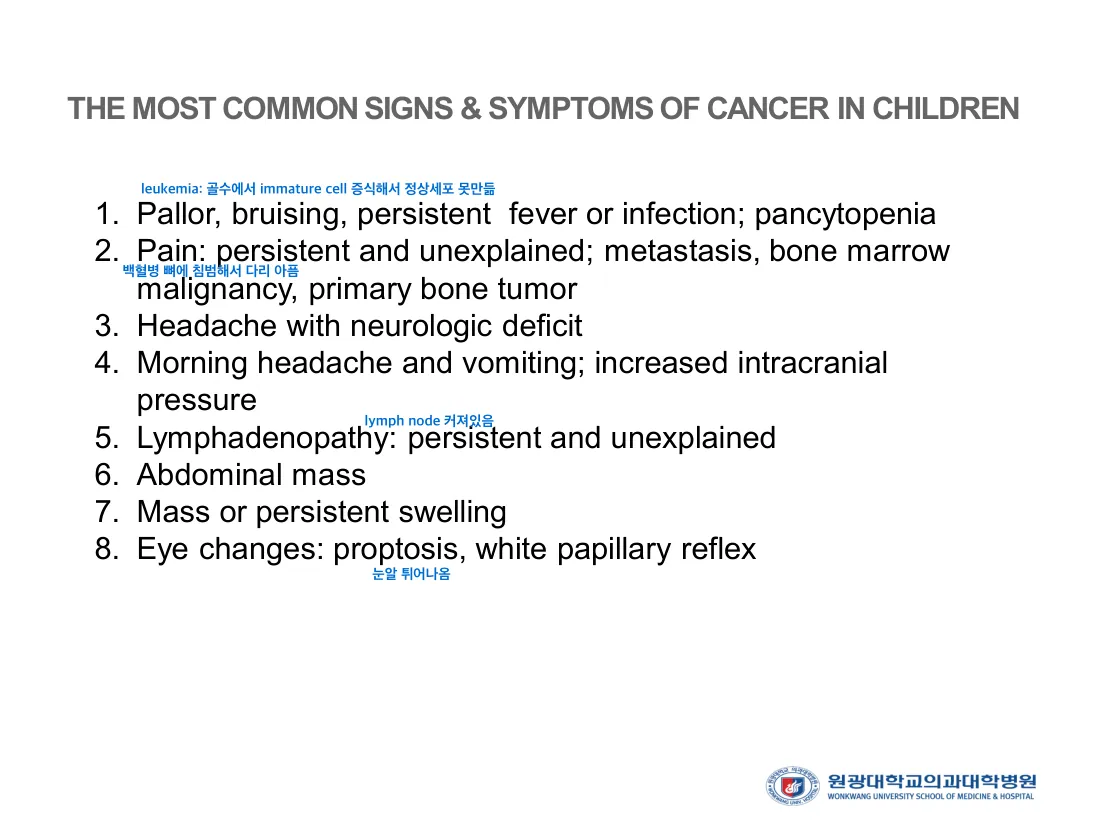 THE MOST COMMON SIGNS & SYMPTOMS OF CANCER IN CHILDREN
leukemia: 골수에서 immature cell 증식해서 정상세포 못만듦
1. Pallor, bruising, persistent fever or infection; pancytopenia
2. Pain: persistent and unexplained; metastasis, bone marrow
백혈병 뼈에 침범해서 다리 아픔
malignancy, primary bone tumor
3. Headache with neurologic deficit
4. Morning headache and vomiting; increased intracranial
pressure
lymph node 커져있음
5. Lymphadenopathy: persistent and unexplained
6. Abdominal mass
7. Mass or persistent swelling
8. Eye changes: proptosis, white papillary reflex
눈알 튀어나옴
원광대학교의과대학병원
WONKWANG UNIVERSITY SCHOOL OF MEDICINE & HOSPITAL